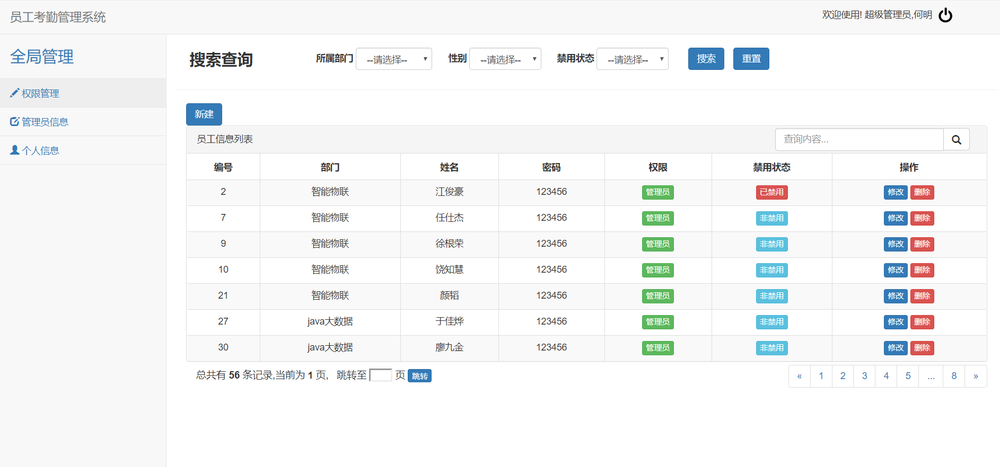 员工考勤管理系统
欢迎使用! 超级管理员,何明
全局管理
权限管理
管理员信息
个人信息
搜索查询 所属部门 --请选择-- 性别 --请选择-- 禁用状态 --请选择-- 搜索 重置
新建
员工信息列表 查询内容...
编号 部门 姓名 密码 权限 禁用状态 操作
2 智能物联 江俊豪 123456 管理员 已禁用 修改 删除
7 智能物联 任仕杰 123456 管理员 非禁用 修改 删除
9 智能物联 徐根荣 123456 管理员 非禁用 修改 删除
10 智能物联 饶知慧 123456 管理员 非禁用 修改 删除
21 智能物联 颜韬 123456 管理员 非禁用 修改 删除
27 java大数据 于佳烨 123456 管理员 非禁用 修改 删除
30 java大数据 廖九金 123456 管理员 非禁用 修改 删除
总共有 56 条记录,当前为 1 页, 跳转至 页 跳转 « 1 2 3 4 5 ... 8 »